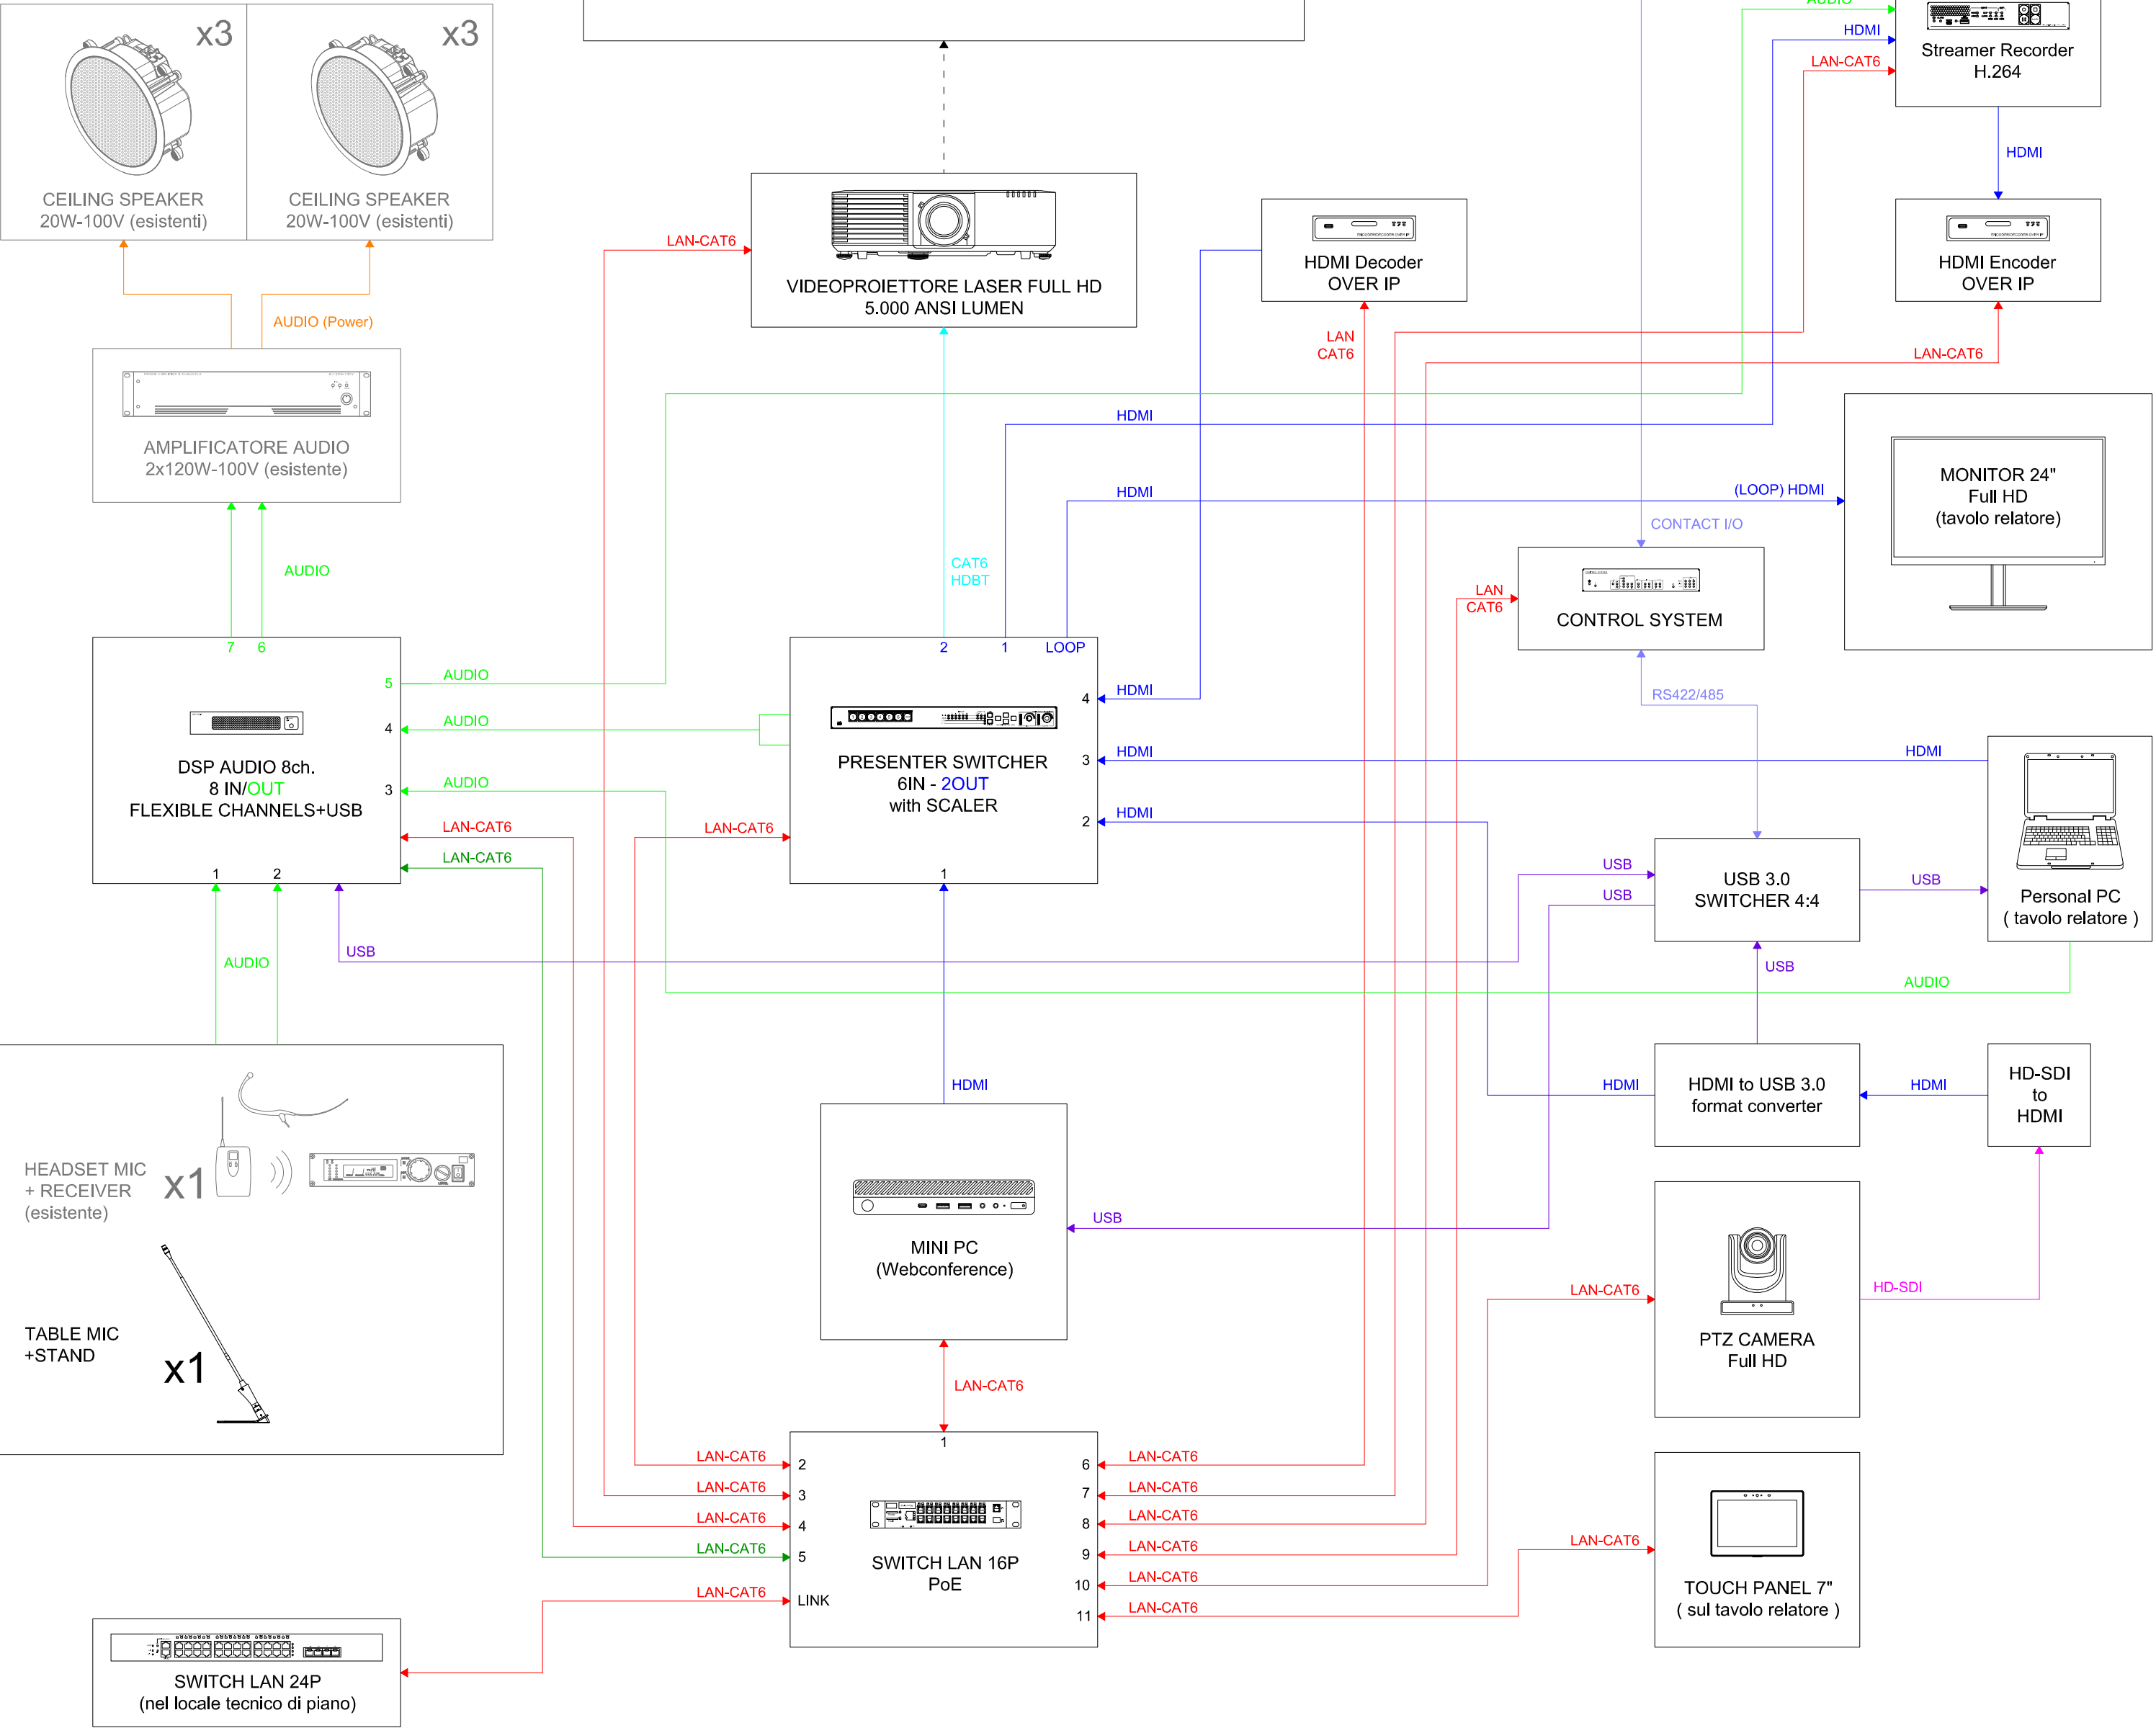 x3
x3
CEILING SPEAKER
20W-100V (esistenti)
CEILING SPEAKER
20W-100V (esistenti)
AUDIO (Power)
AMPLIFICATORE AUDIO
2x120W-100V (esistente)
AUDIO
7 6
5
4
3
DSP AUDIO 8ch.
8 IN/OUT
FLEXIBLE CHANNELS+USB
1 2
AUDIO
AUDIO
AUDIO
LAN-CAT6
LAN-CAT6
USB
AUDIO
HEADSET MIC
+ RECEIVER
(esistente)
x1
TABLE MIC
+STAND
x1
SWITCH LAN 24P
(nel locale tecnico di piano)
LAN-CAT6
VIDEOPROIETTORE LASER FULL HD
5.000 ANSI LUMEN
CAT6
HDBT
HDMI
HDMI
2 1 LOOP
4
3
2
1
PRESENTER SWITCHER
6IN - 2OUT
with SCALER
LAN-CAT6
HDMI
HDMI
HDMI
HDMI
MINI PC
(Webconference)
USB
LAN-CAT6
1
LAN-CAT6
2
LAN-CAT6
3
LAN-CAT6
4
LAN-CAT6
5
LAN-CAT6
LINK
SWITCH LAN 16P
PoE
6
LAN-CAT6
7
LAN-CAT6
8
LAN-CAT6
9
LAN-CAT6
10
LAN-CAT6
11
LAN-CAT6
HDMI Decoder
OVER IP
LAN
CAT6
AUDIO
HDMI
LAN-CAT6
Streamer Recorder
H.264
HDMI
HDMI Encoder
OVER IP
LAN-CAT6
(LOOP) HDMI
MONITOR 24"
Full HD
(tavolo relatore)
CONTACT I/O
LAN
CAT6
CONTROL SYSTEM
RS422/485
HDMI
USB
USB
USB 3.0
SWITCHER 4:4
USB
Personal PC
( tavolo relatore )
USB
AUDIO
HDMI
HDMI to USB 3.0
format converter
HDMI
HD-SDI
to
HDMI
LAN-CAT6
PTZ CAMERA
Full HD
HD-SDI
LAN-CAT6
TOUCH PANEL 7"
( sul tavolo relatore )